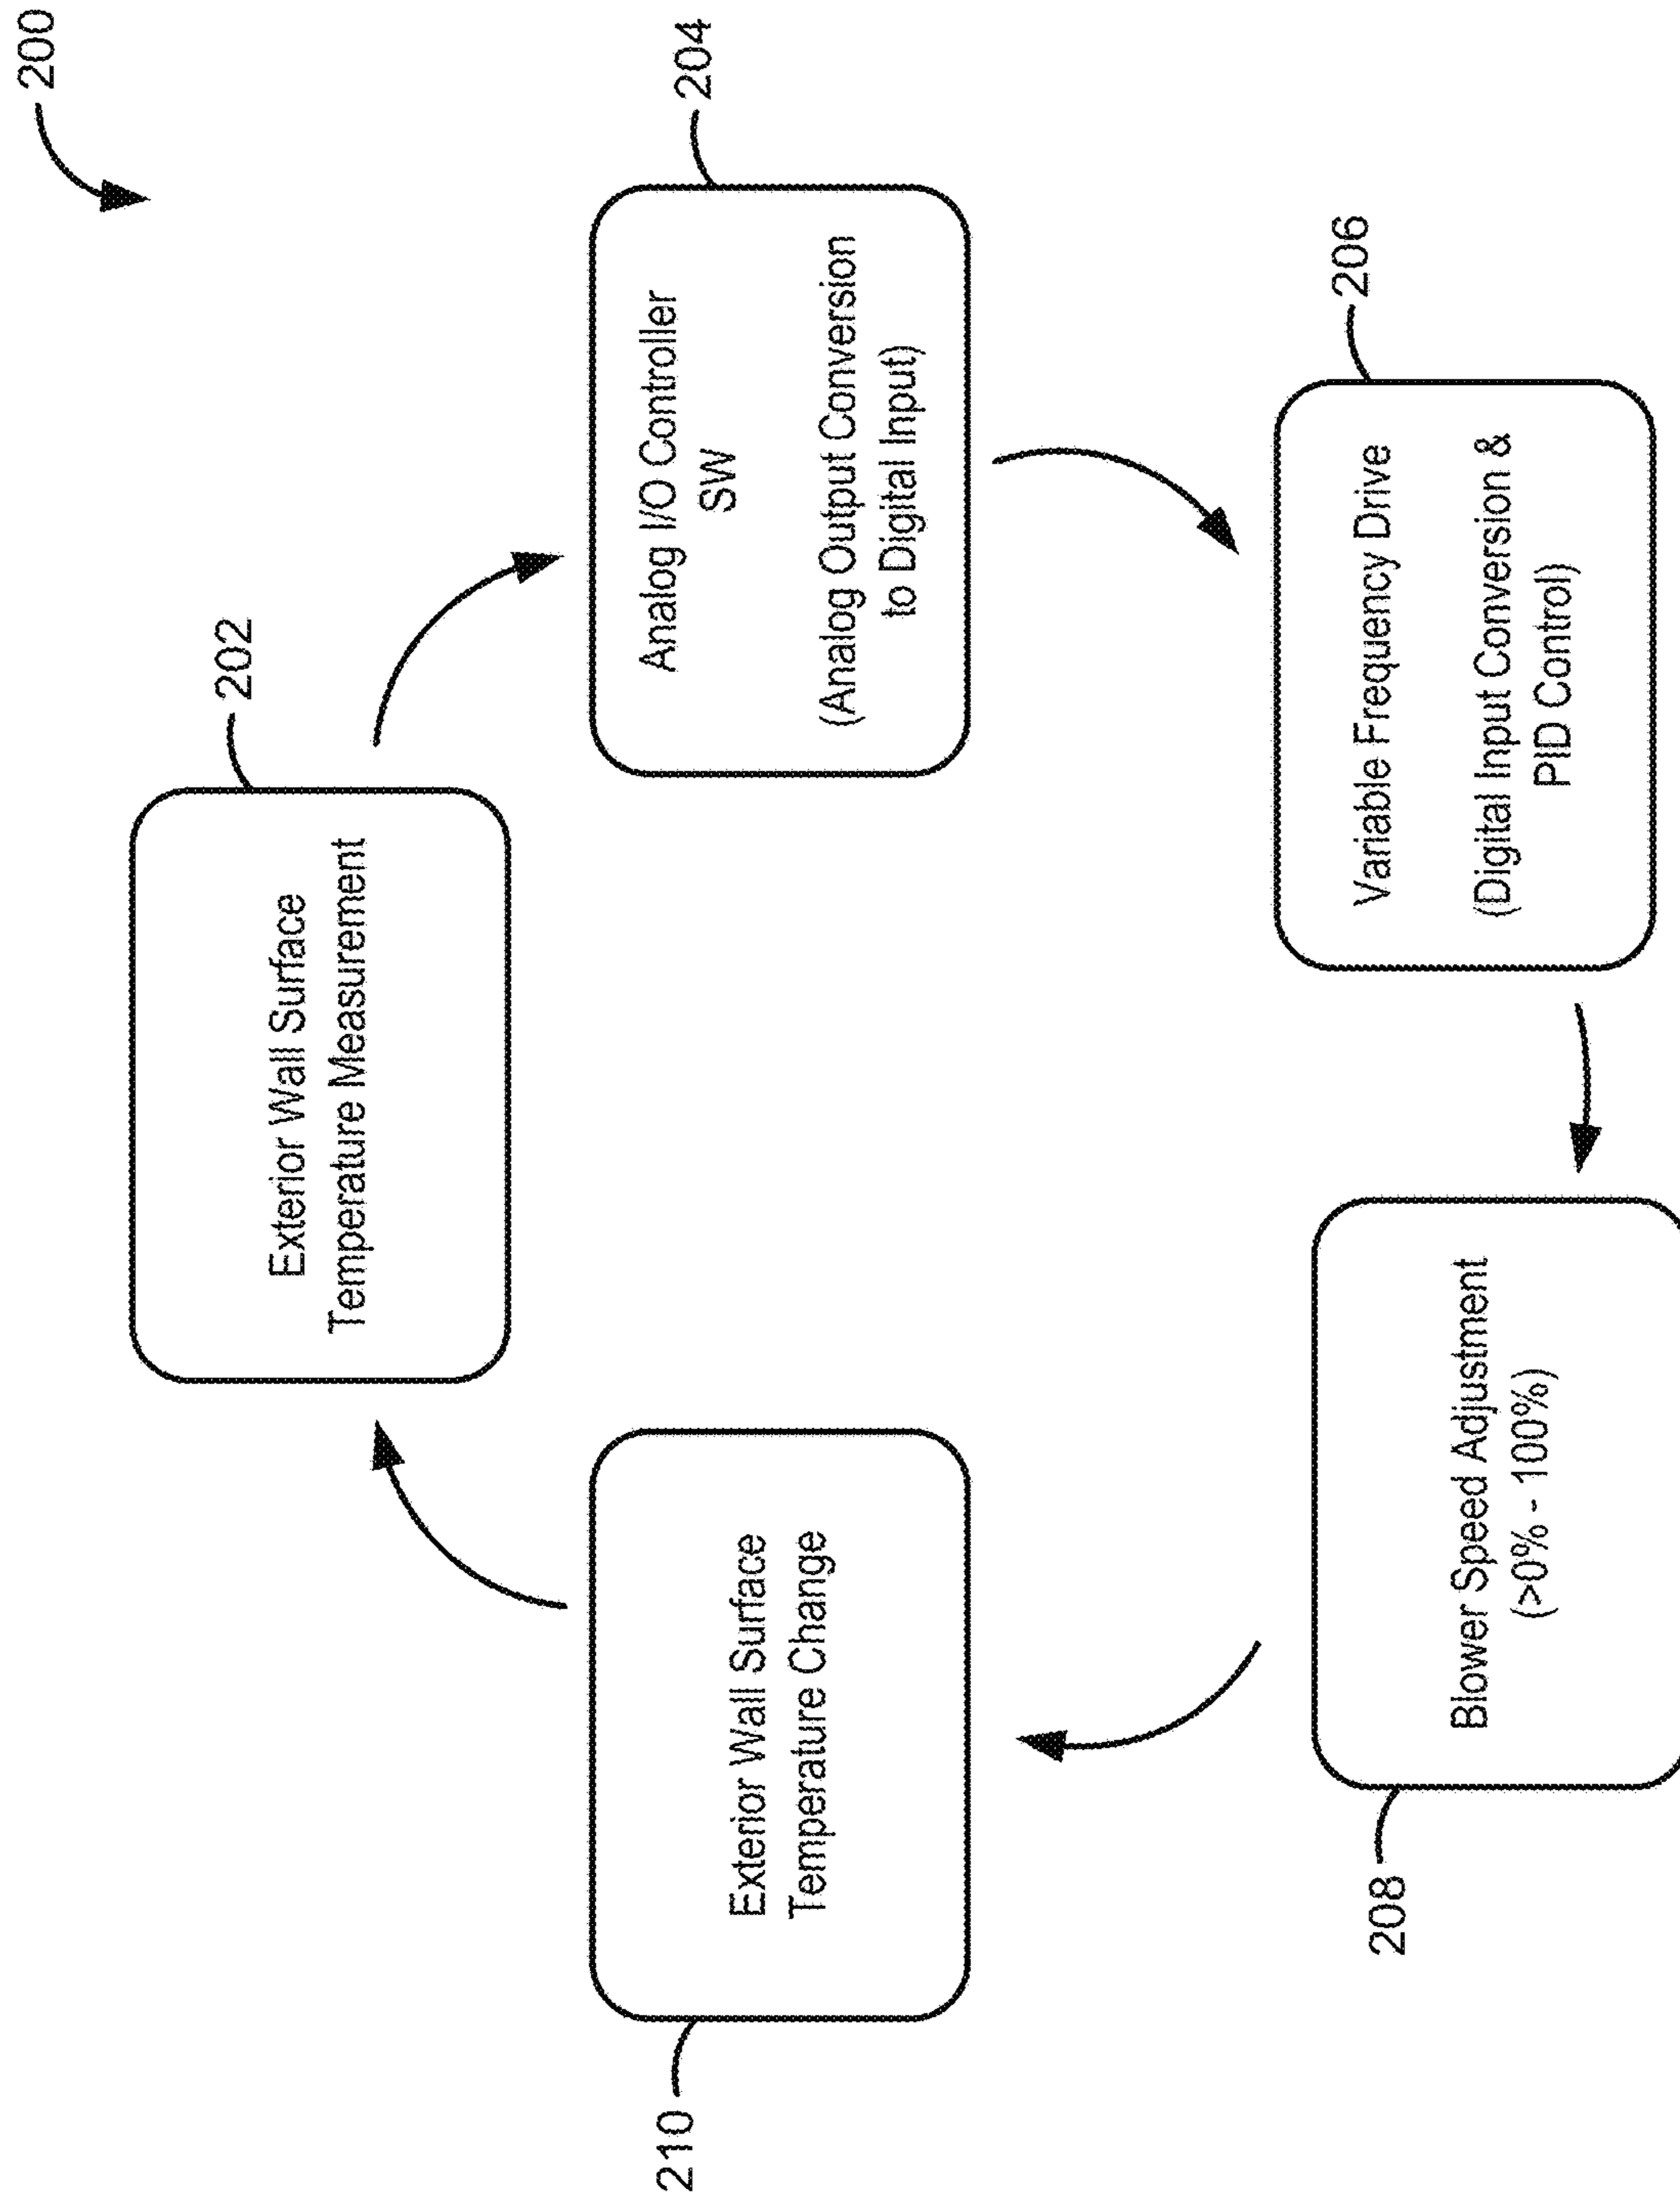 200
202
Exterior Wall Surface
Temperature Measurement
204
Analog I/O Controller
SW
(Analog Output Conversion
to Digital Input)
206
Variable Frequency Drive
(Digital Input Conversion &
PID Control)
208
Blower Speed Adjustment
(>0% - 100%)
210
Exterior Wall Surface
Temperature Change